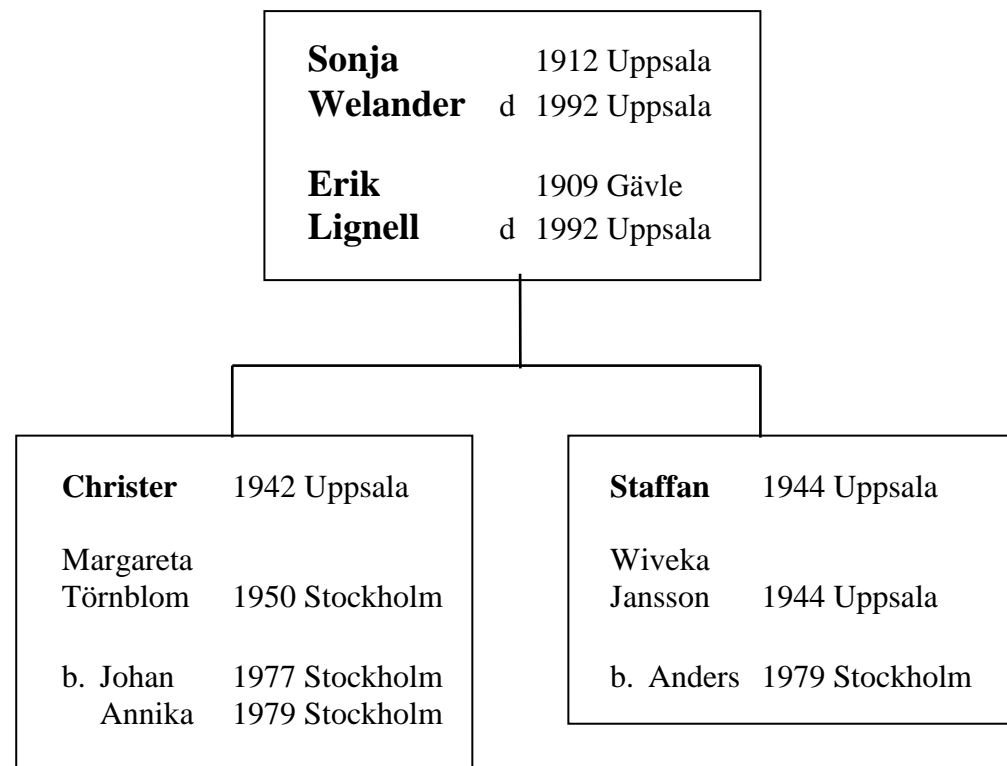 Sonja 1912 Uppsala
Welander d 1992 Uppsala
Erik 1909 Gävle
Lignell d 1992 Uppsala
Christer 1942 Uppsala
Margareta
Törnblom 1950 Stockholm
b. Johan 1977 Stockholm
Annika 1979 Stockholm
Staffan 1944 Uppsala
Wiveka
Jansson 1944 Uppsala
b. Anders 1979 Stockholm